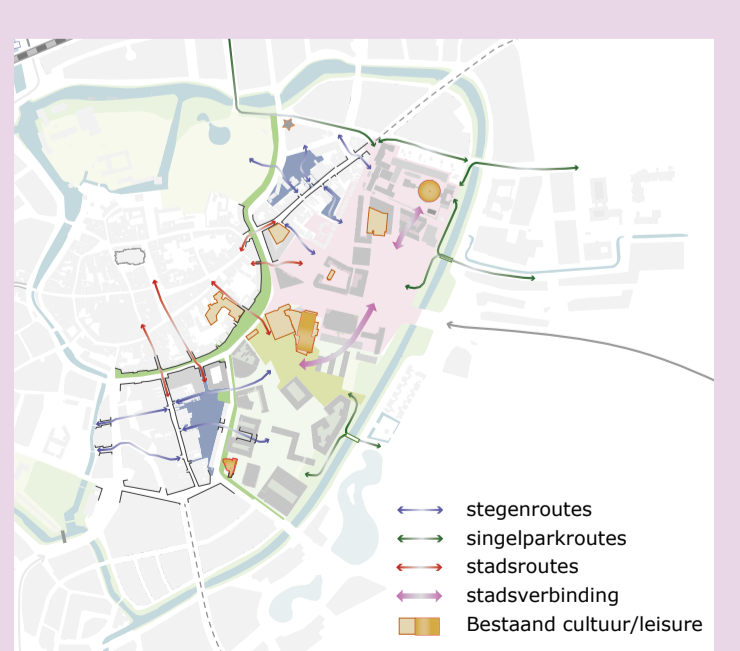 stegenroutes
singelparkroutes
stadsroutes
stadsverbinding
Bestaand cultuur/leisure